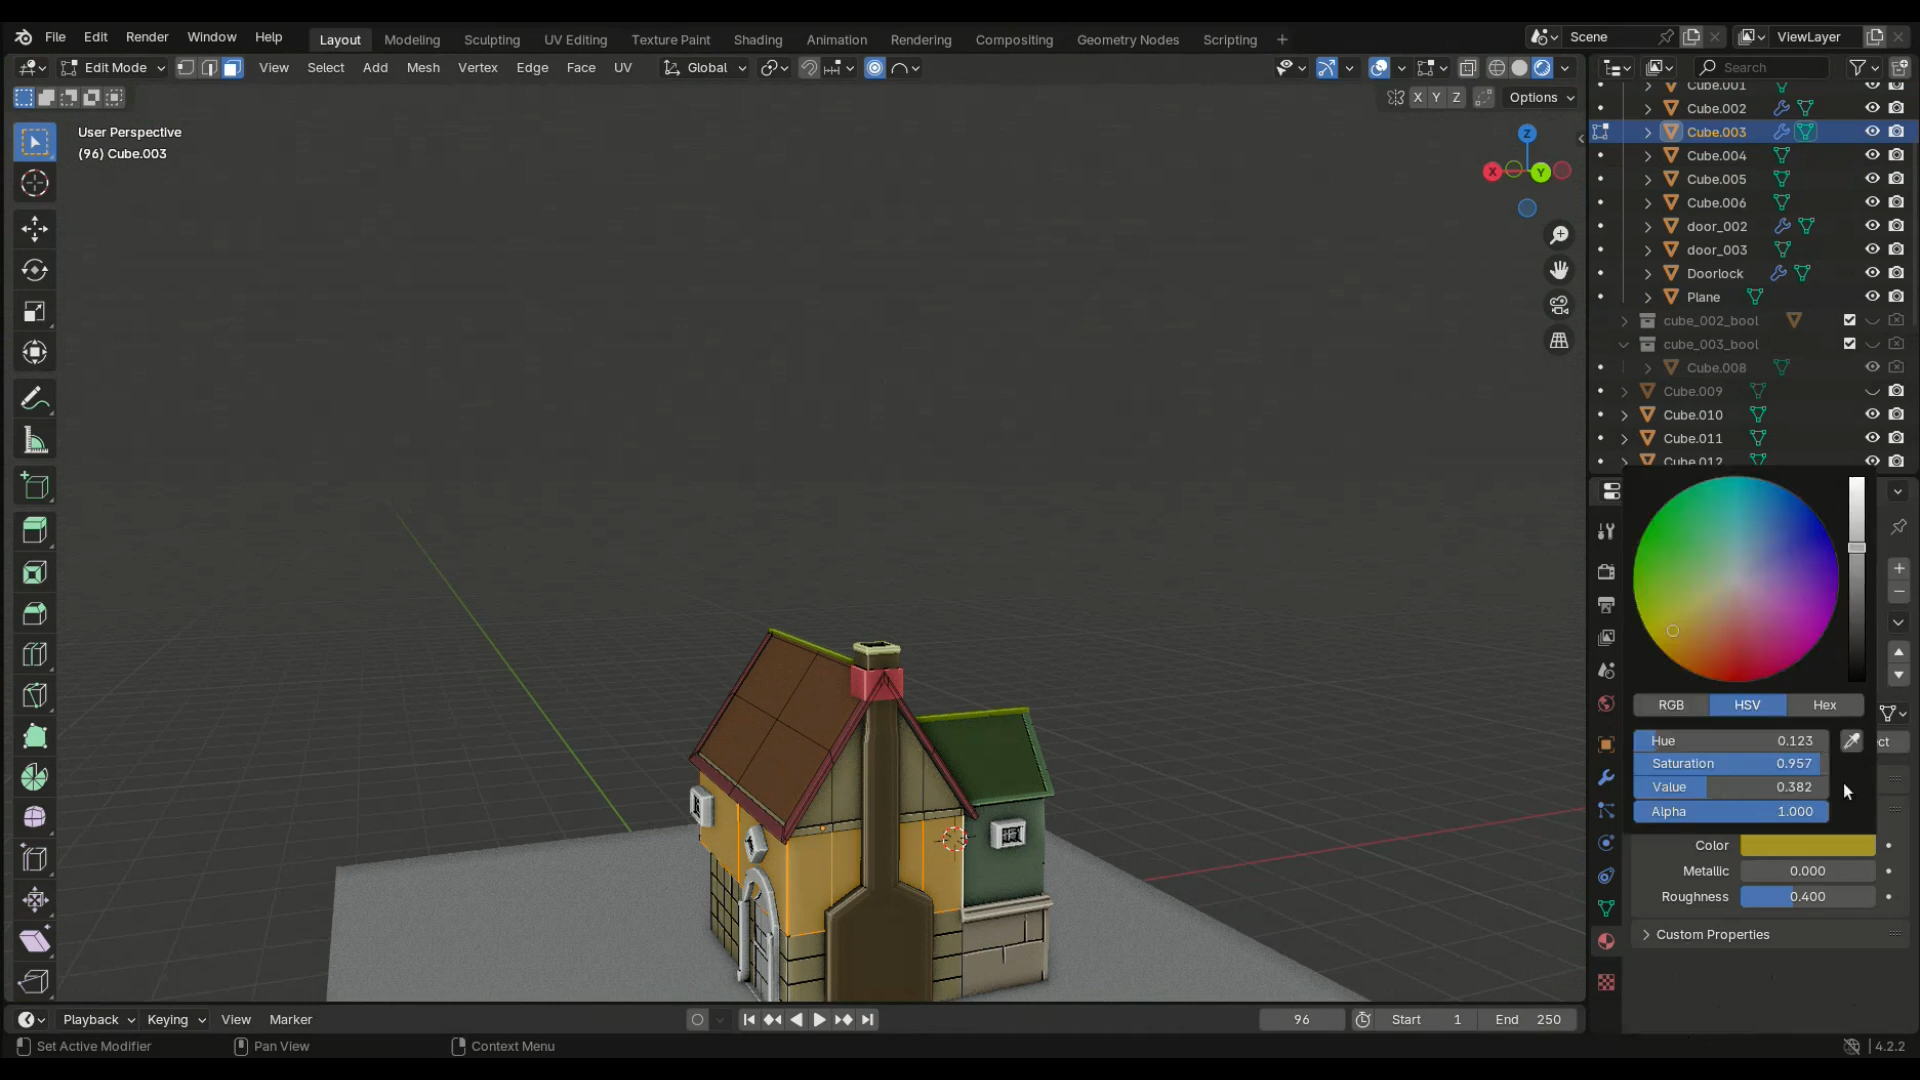 File Edit Render Window Help Layout Modeling Sculpting UV Editing Texture Paint Shading Animation Rendering Compositing Geometry Nodes Scripting + Scene ViewLayer
Edit Mode View Select Add Mesh Vertex Edge Face UV Global Search
X Y Z Options
User Perspective
(96) Cube.003
Z
X Y
Cube.001
Cube.002
Cube.003
Cube.004
Cube.005
Cube.006
door_002
door_003
Doorlock
Plane
cube_002_bool
cube_003_bool
Cube.008
Cube.009
Cube.010
Cube.011
Cube.012
RGB HSV Hex
Hue 0.123
ct
Saturation 0.957
Value 0.382
Alpha 1.000
Color
Metallic 0.000
Roughness 0.400
Custom Properties
Playback Keying View Marker 96 Start 1 End 250
Set Active Modifier Pan View Context Menu 4.2.2